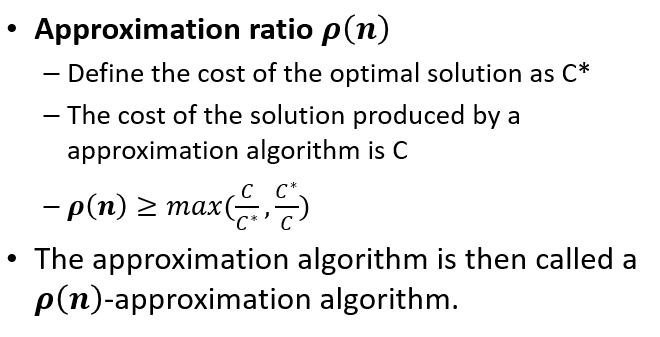 • Approximation ratio ρ(n)
– Define the cost of the optimal solution as C*
– The cost of the solution produced by a
approximation algorithm is C
– ρ(n) ≥ max(C/C*, C*/C)
• The approximation algorithm is then called a
ρ(n)-approximation algorithm.